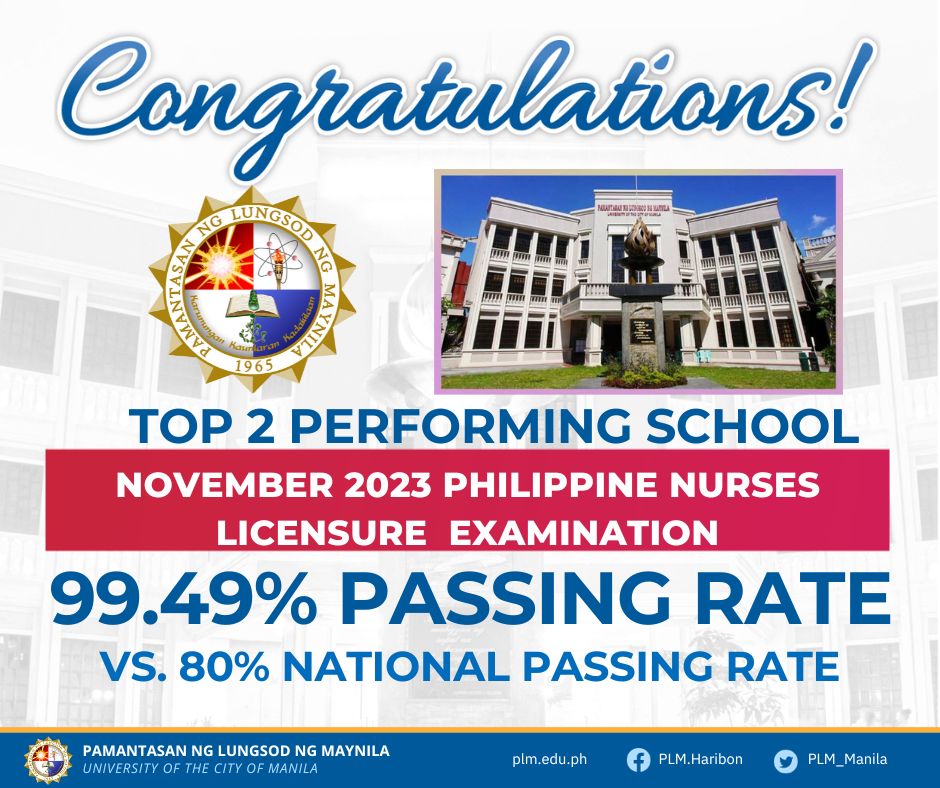 Congratulations!
PAMANTASAN NG LUNGSOD NG MAYNILA
Karunungan Kaunlaran Kadakilaan
1965
PAMANTASAN NG LUNGSOD NG MAYNILA
UNIVERSITY OF THE CITY OF MANILA
TOP 2 PERFORMING SCHOOL
NOVEMBER 2023 PHILIPPINE NURSES
LICENSURE EXAMINATION
99.49% PASSING RATE
VS. 80% NATIONAL PASSING RATE
PAMANTASAN NG LUNGSOD NG MAYNILA
UNIVERSITY OF THE CITY OF MANILA
plm.edu.ph
PLM.Haribon
PLM_Manila